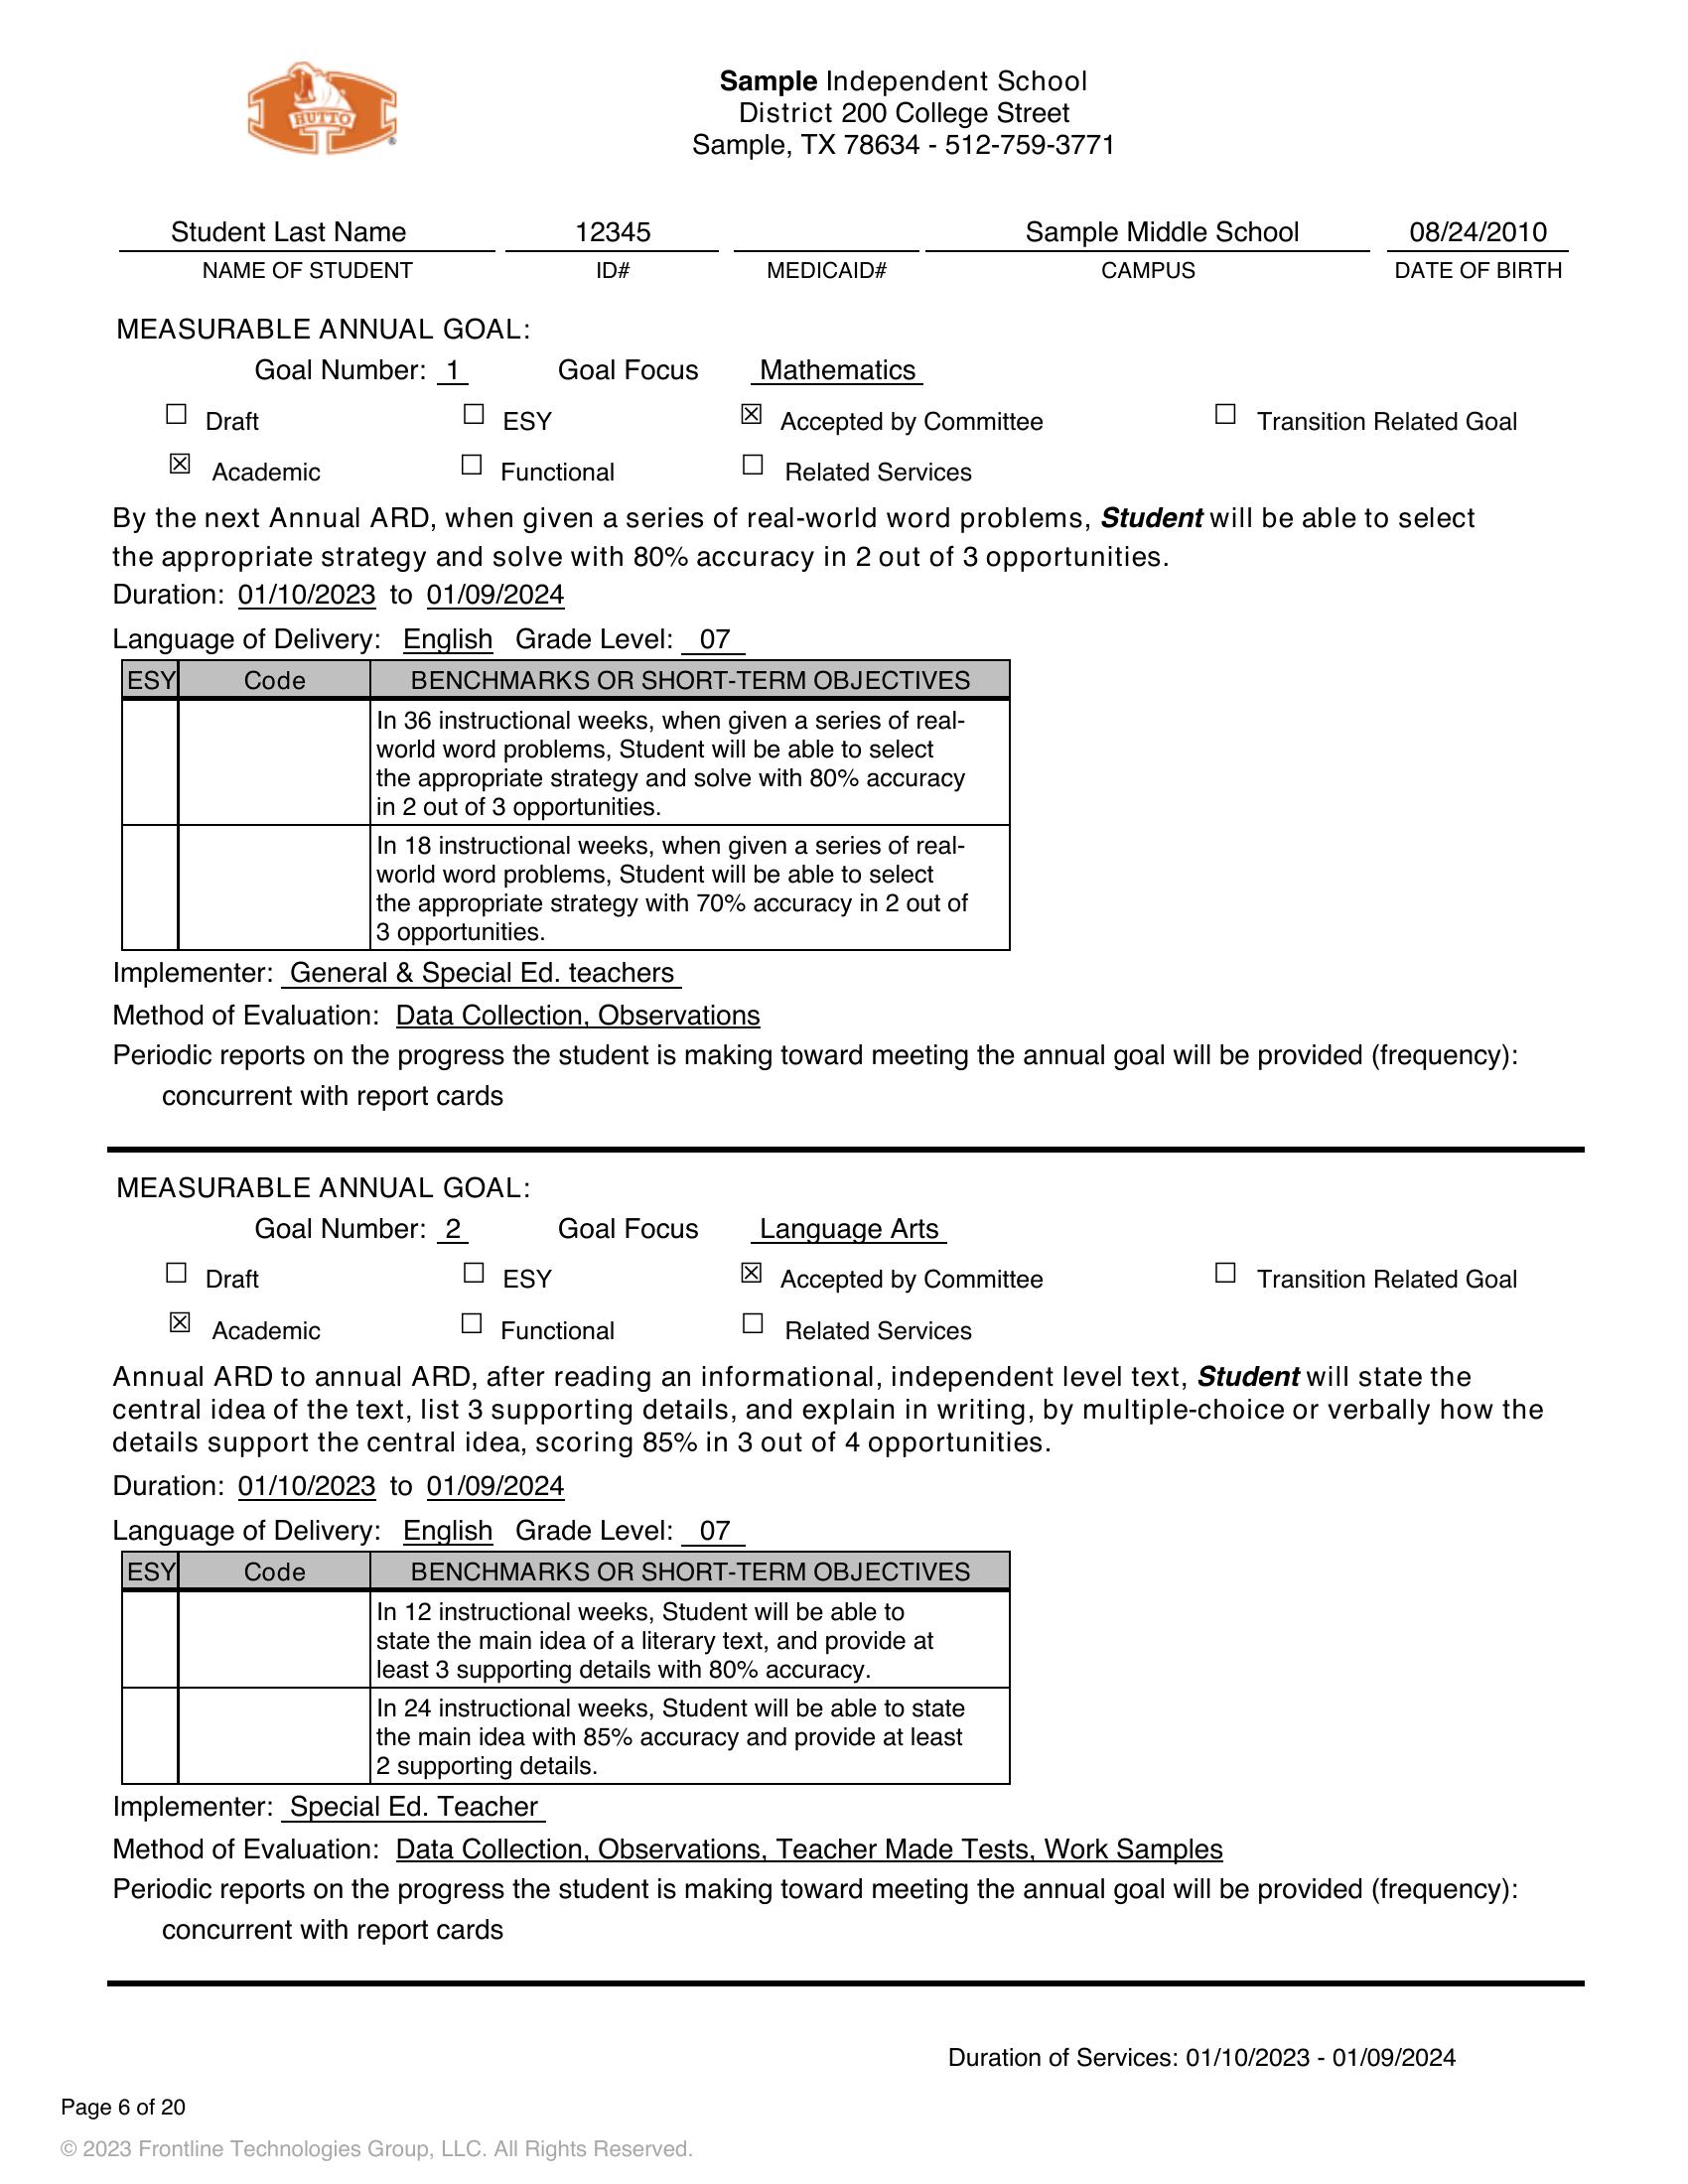 HUTTO
®
Sample Independent School
District 200 College Street
Sample, TX 78634 - 512-759-3771
Student Last Name 12345 Sample Middle School 08/24/2010
NAME OF STUDENT ID# MEDICAID# CAMPUS DATE OF BIRTH
MEASURABLE ANNUAL GOAL:
Goal Number: 1 Goal Focus Mathematics
☐ Draft ☐ ESY ☒ Accepted by Committee ☐ Transition Related Goal
☒ Academic ☐ Functional ☐ Related Services
By the next Annual ARD, when given a series of real-world word problems, Student will be able to select
the appropriate strategy and solve with 80% accuracy in 2 out of 3 opportunities.
Duration: 01/10/2023 to 01/09/2024
Language of Delivery: English Grade Level: 07
ESY Code BENCHMARKS OR SHORT-TERM OBJECTIVES
In 36 instructional weeks, when given a series of real-
world word problems, Student will be able to select
the appropriate strategy and solve with 80% accuracy
in 2 out of 3 opportunities.
In 18 instructional weeks, when given a series of real-
world word problems, Student will be able to select
the appropriate strategy with 70% accuracy in 2 out of
3 opportunities.
Implementer: General & Special Ed. teachers
Method of Evaluation: Data Collection, Observations
Periodic reports on the progress the student is making toward meeting the annual goal will be provided (frequency):
concurrent with report cards
MEASURABLE ANNUAL GOAL:
Goal Number: 2 Goal Focus Language Arts
☐ Draft ☐ ESY ☒ Accepted by Committee ☐ Transition Related Goal
☒ Academic ☐ Functional ☐ Related Services
Annual ARD to annual ARD, after reading an informational, independent level text, Student will state the
central idea of the text, list 3 supporting details, and explain in writing, by multiple-choice or verbally how the
details support the central idea, scoring 85% in 3 out of 4 opportunities.
Duration: 01/10/2023 to 01/09/2024
Language of Delivery: English Grade Level: 07
ESY Code BENCHMARKS OR SHORT-TERM OBJECTIVES
In 12 instructional weeks, Student will be able to
state the main idea of a literary text, and provide at
least 3 supporting details with 80% accuracy.
In 24 instructional weeks, Student will be able to state
the main idea with 85% accuracy and provide at least
2 supporting details.
Implementer: Special Ed. Teacher
Method of Evaluation: Data Collection, Observations, Teacher Made Tests, Work Samples
Periodic reports on the progress the student is making toward meeting the annual goal will be provided (frequency):
concurrent with report cards
Duration of Services: 01/10/2023 - 01/09/2024
Page 6 of 20
© 2023 Frontline Technologies Group, LLC. All Rights Reserved.